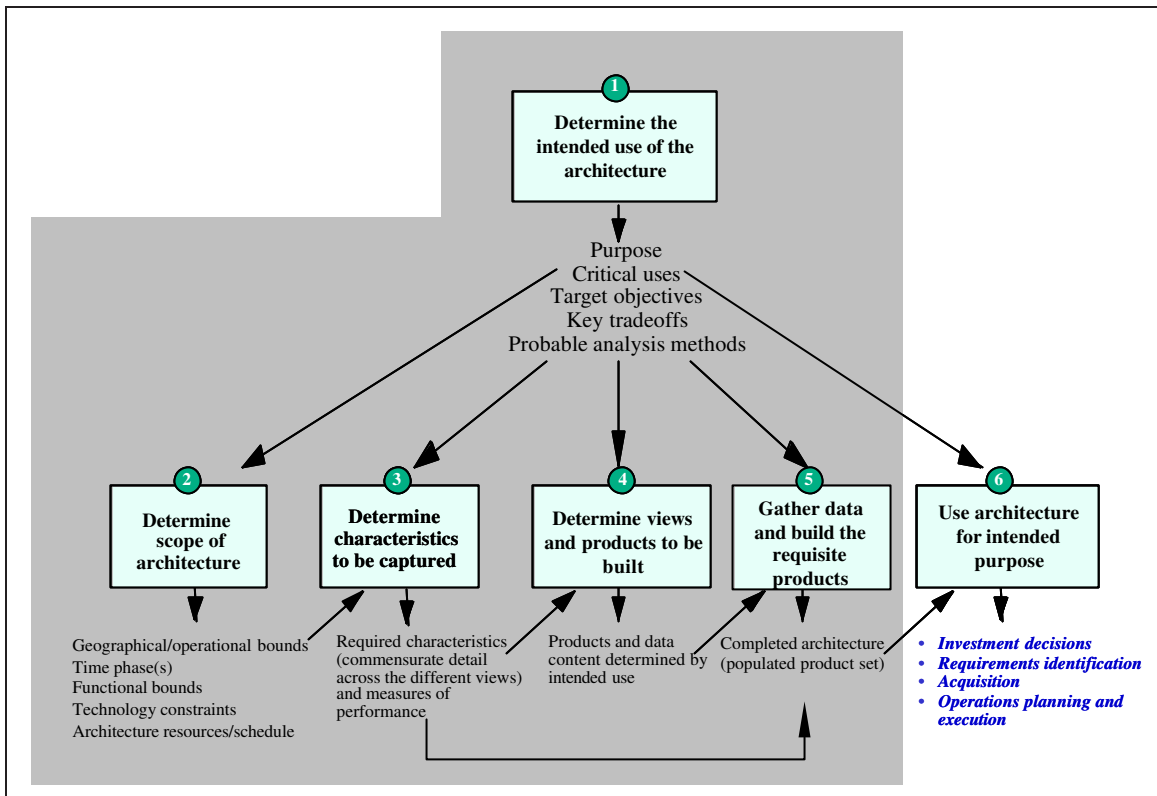 1
Determine the
intended use of the
architecture
Purpose
Critical uses
Target objectives
Key tradeoffs
Probable analysis methods
2
Determine
scope of
architecture
Geographical/operational bounds
Time phase(s)
Functional bounds
Technology constraints
Architecture resources/schedule
3
Determine
characteristics
to be captured
Required characteristics
(commensurate detail
across the different views)
and measures of
performance
4
Determine views
and products to be
built
Products and data
content determined by
intended use
5
Gather data
and build the
requisite
products
Completed architecture
(populated product set)
6
Use architecture
for intended
purpose
• Investment decisions
• Requirements identification
• Acquisition
• Operations planning and
execution